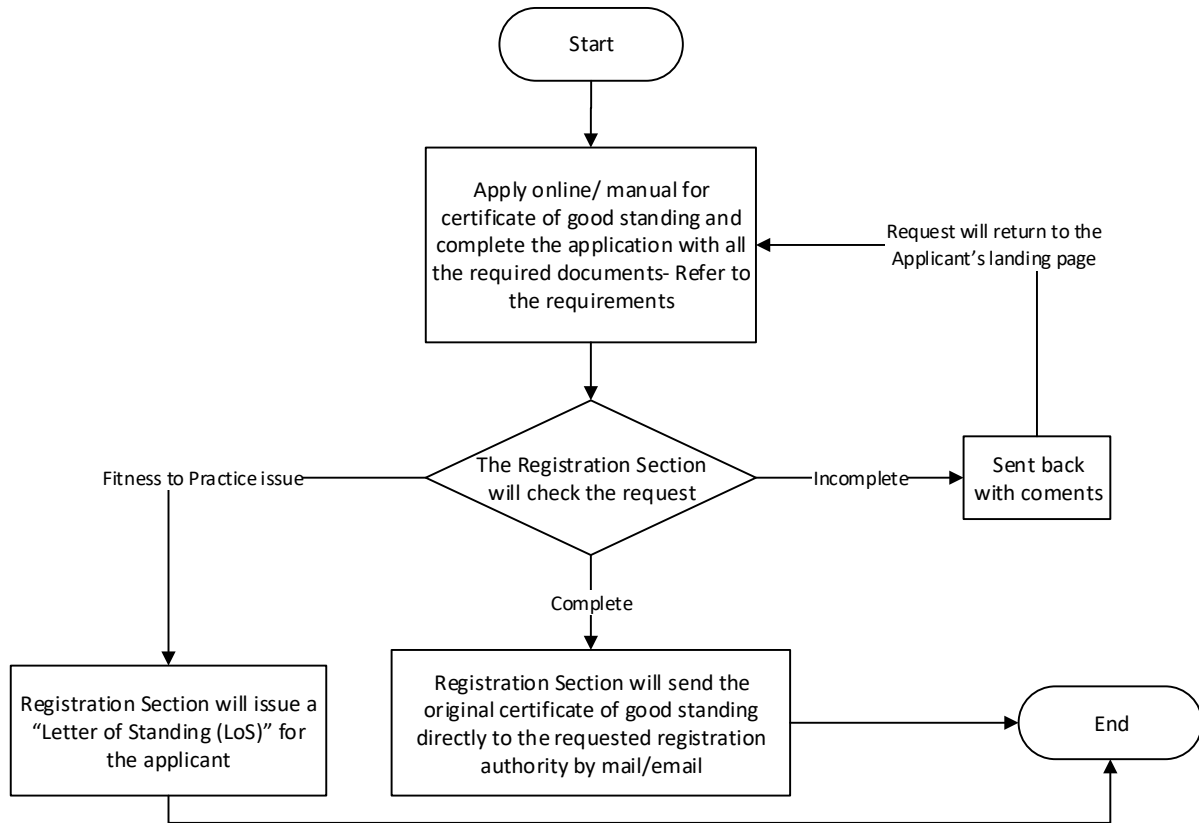 Start
Apply online/ manual for
certificate of good standing and
complete the application with all
the required documents- Refer to
the requirements
Request will return to the
Applicant’s landing page
The Registration Section
will check the request
Fitness to Practice issue
Incomplete
Sent back
with coments
Complete
Registration Section will issue a
“Letter of Standing (LoS)” for
the applicant
Registration Section will send the
original certificate of good standing
directly to the requested registration
authority by mail/email
End